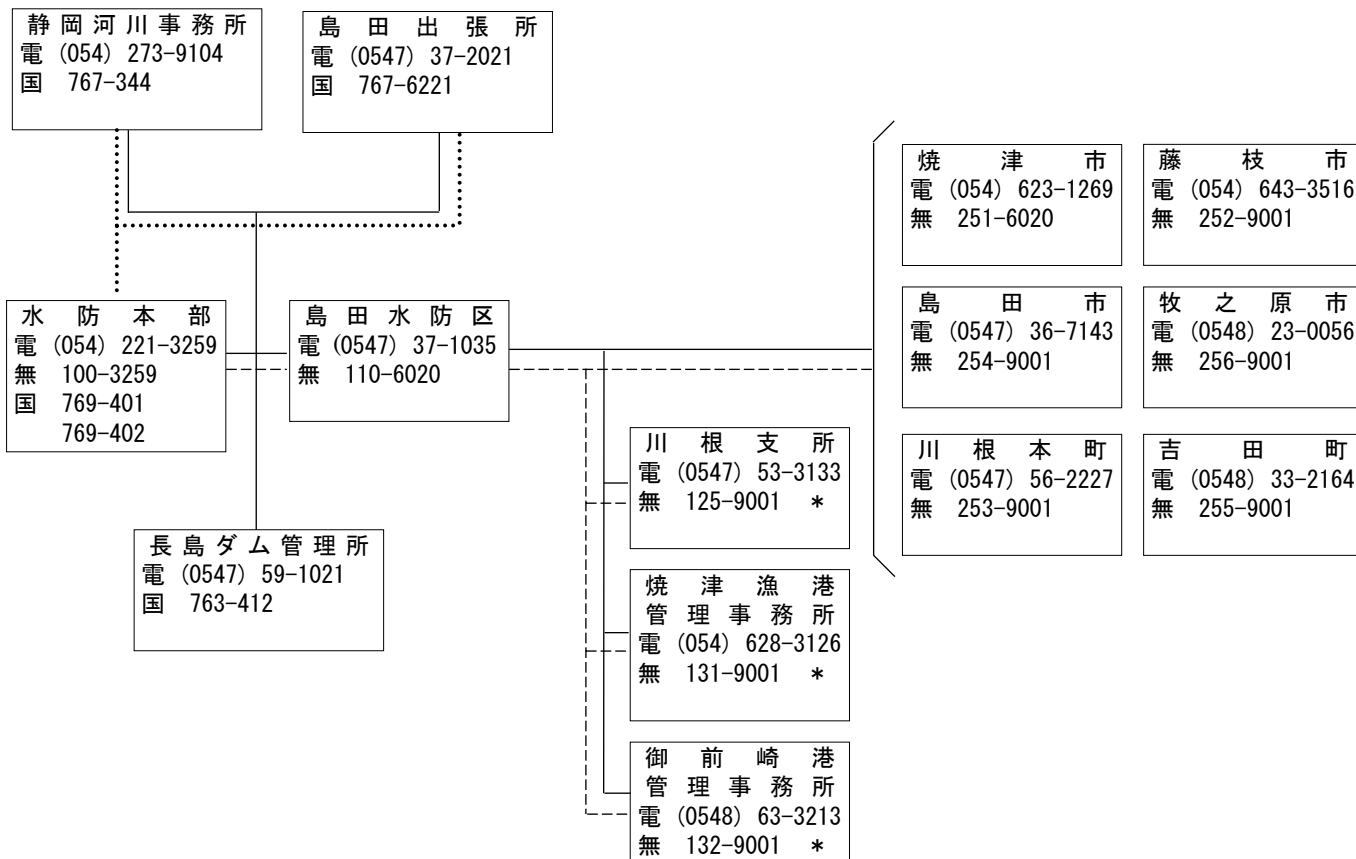 静岡河川事務所
電 (054) 273-9104
国 767-344
島田出張所
電 (0547) 37-2021
国 767-6221
水防本部
電 (054) 221-3259
無 100-3259
国 769-401
769-402
島田水防区
電 (0547) 37-1035
無 110-6020
長島ダム管理所
電 (0547) 59-1021
国 763-412
川根支所
電 (0547) 53-3133
無 125-9001 *
焼津漁港
管理事務所
電 (054) 628-3126
無 131-9001 *
御前崎港
管理事務所
電 (0548) 63-3213
無 132-9001 *
焼津市
電 (054) 623-1269
無 251-6020
藤枝市
電 (054) 643-3516
無 252-9001
島田市
電 (0547) 36-7143
無 254-9001
牧之原市
電 (0548) 23-0056
無 256-9001
川根本町
電 (0547) 56-2227
無 253-9001
吉田町
電 (0548) 33-2164
無 255-9001